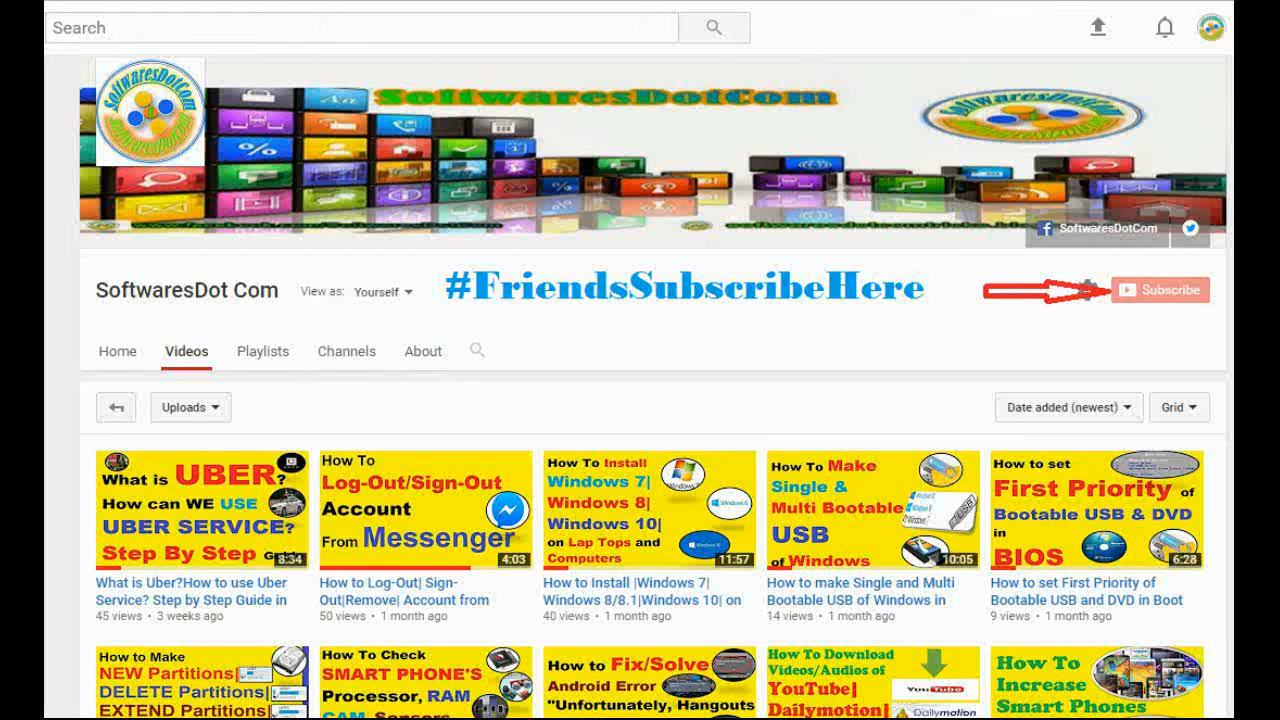 Search
SoftwaresDotCom
SoftwaresDotCom
SoftwaresDotCom
SoftwaresDotCom
SoftwaresDot Com
View as: Yourself
#FriendsSubscribeHere
Subscribe
Home Videos Playlists Channels About
Uploads
Date added (newest)
Grid
What is UBER?
How can WE USE
UBER SERVICE?
Step By Step
8:34
What is Uber?How to use Uber
Service? Step by Step Guide in
45 views • 3 weeks ago
How To
Log-Out/Sign-Out
Account
From Messenger
4:03
How to Log-Out| Sign-
Out|Remove| Account from
50 views • 1 month ago
How To Install
Windows 7|
Windows 8|
Windows 10|
on Lap Tops and
Computers
11:57
How to Install |Windows 7|
Windows 8/8.1|Windows 10| on
40 views • 1 month ago
How To Make
Single &
Multi Bootable
USB
of Windows
10:05
How to make Single and Multi
Bootable USB of Windows in
14 views • 1 month ago
How to set
First Priority of
Bootable USB & DVD
in
BIOS
6:28
How to set First Priority of
Bootable USB and DVD in Boot
9 views • 1 month ago
How to Make
NEW Partitions|
DELETE Partitions|
EXTEND Partitions|
How To Check
SMART PHONE'S
Processor, RAM
CAM, Sensors
How to Fix/Solve
Android Error
"Unfortunately, Hangouts
How To Download
Videos/Audios of
YouTube|
Dailymotion|
YouTube
Dailymotion
How To
Increase
Smart Phones